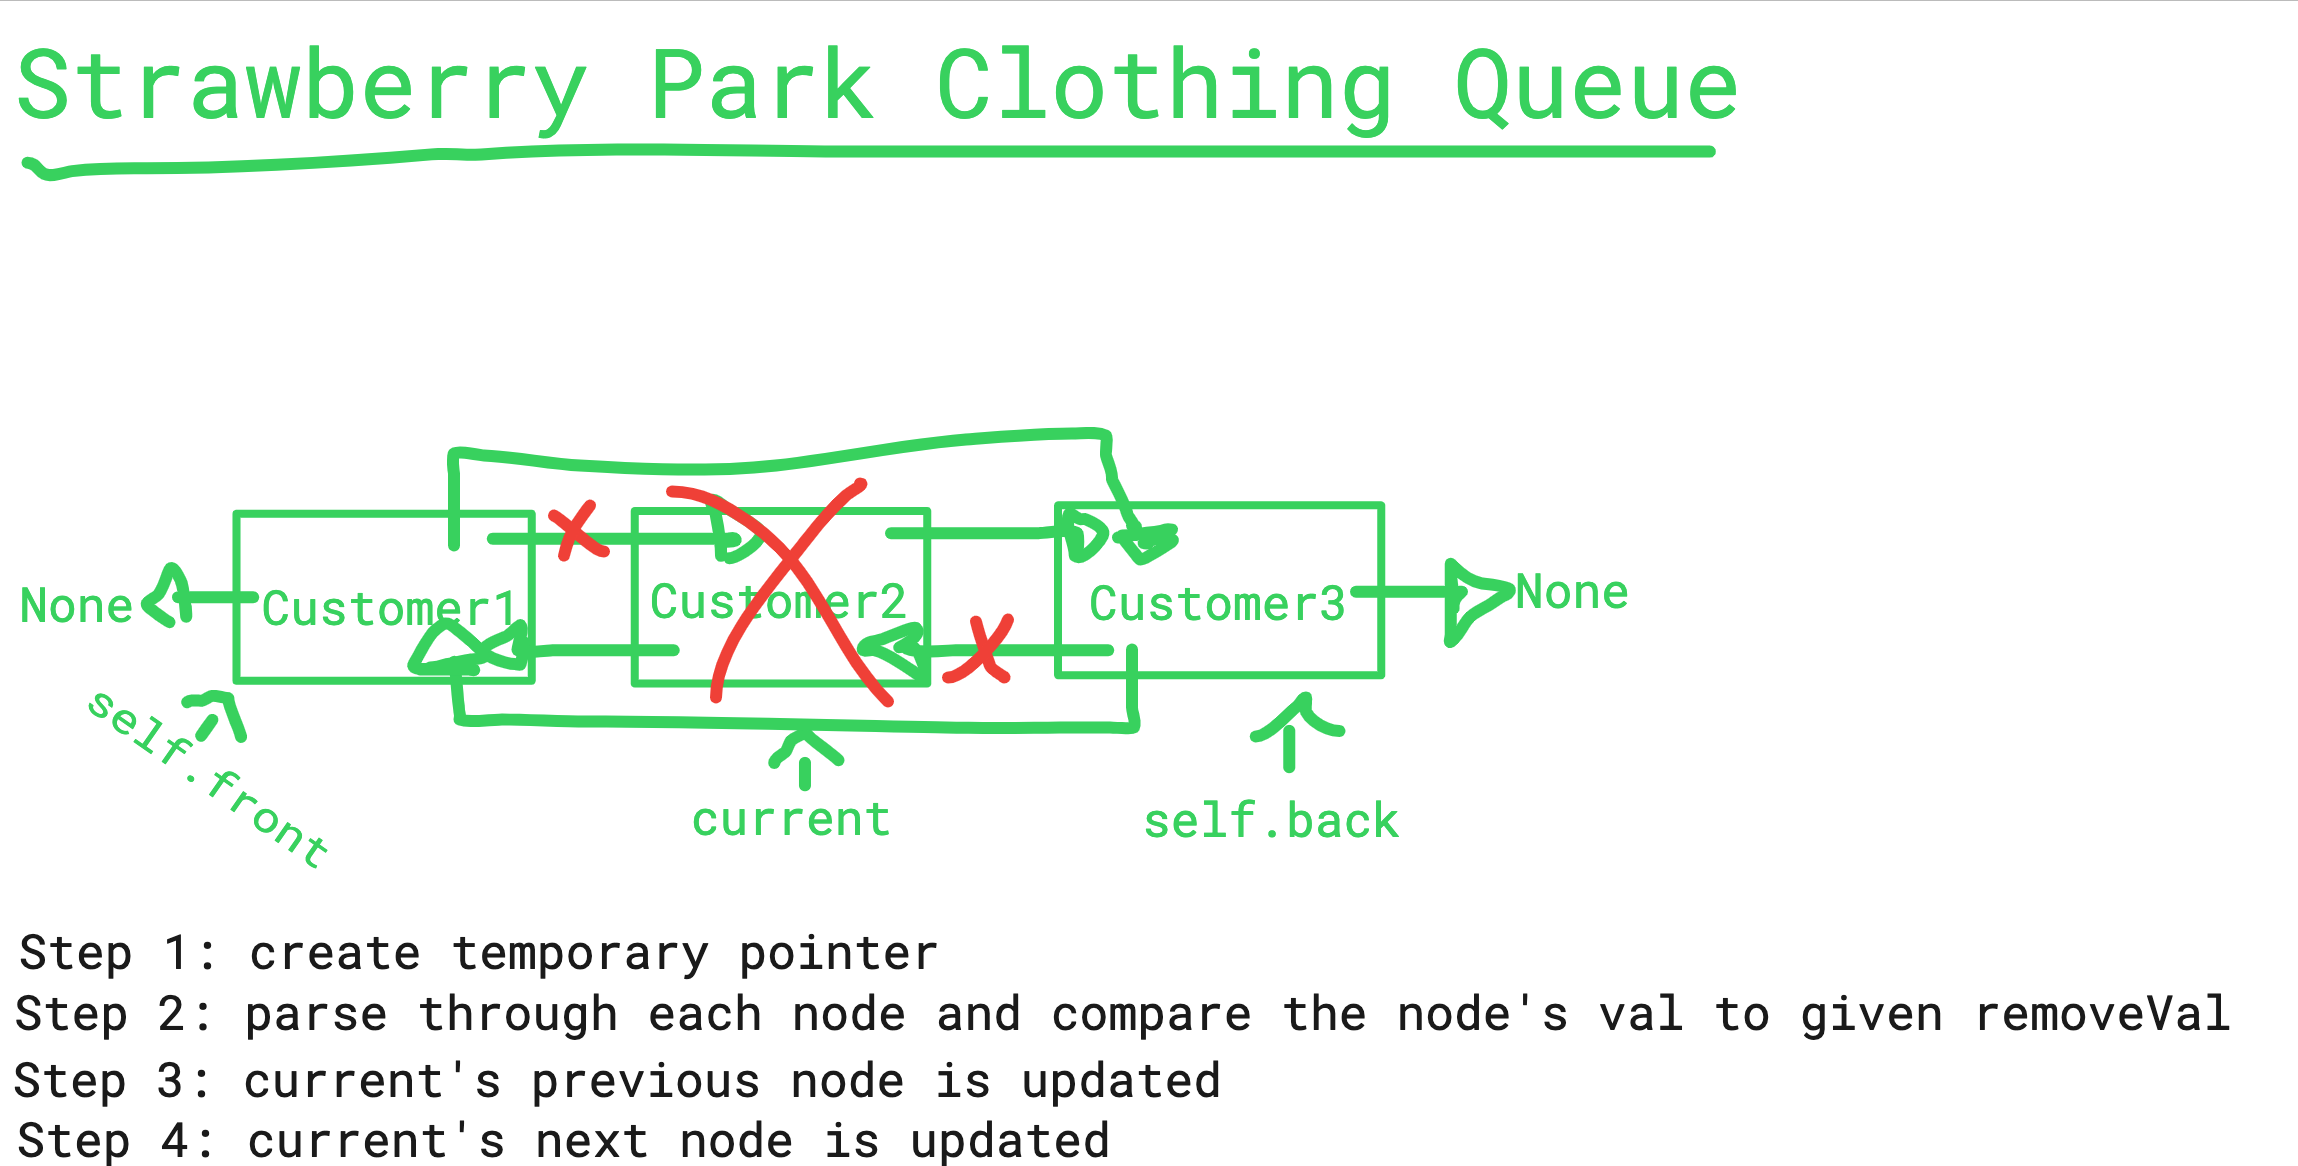 Strawberry Park Clothing Queue
None
Customer1
Customer2
Customer3
None
self.front
current
self.back
Step 1: create temporary pointer
Step 2: parse through each node and compare the node's val to given removeVal
Step 3: current's previous node is updated
Step 4: current's next node is updated